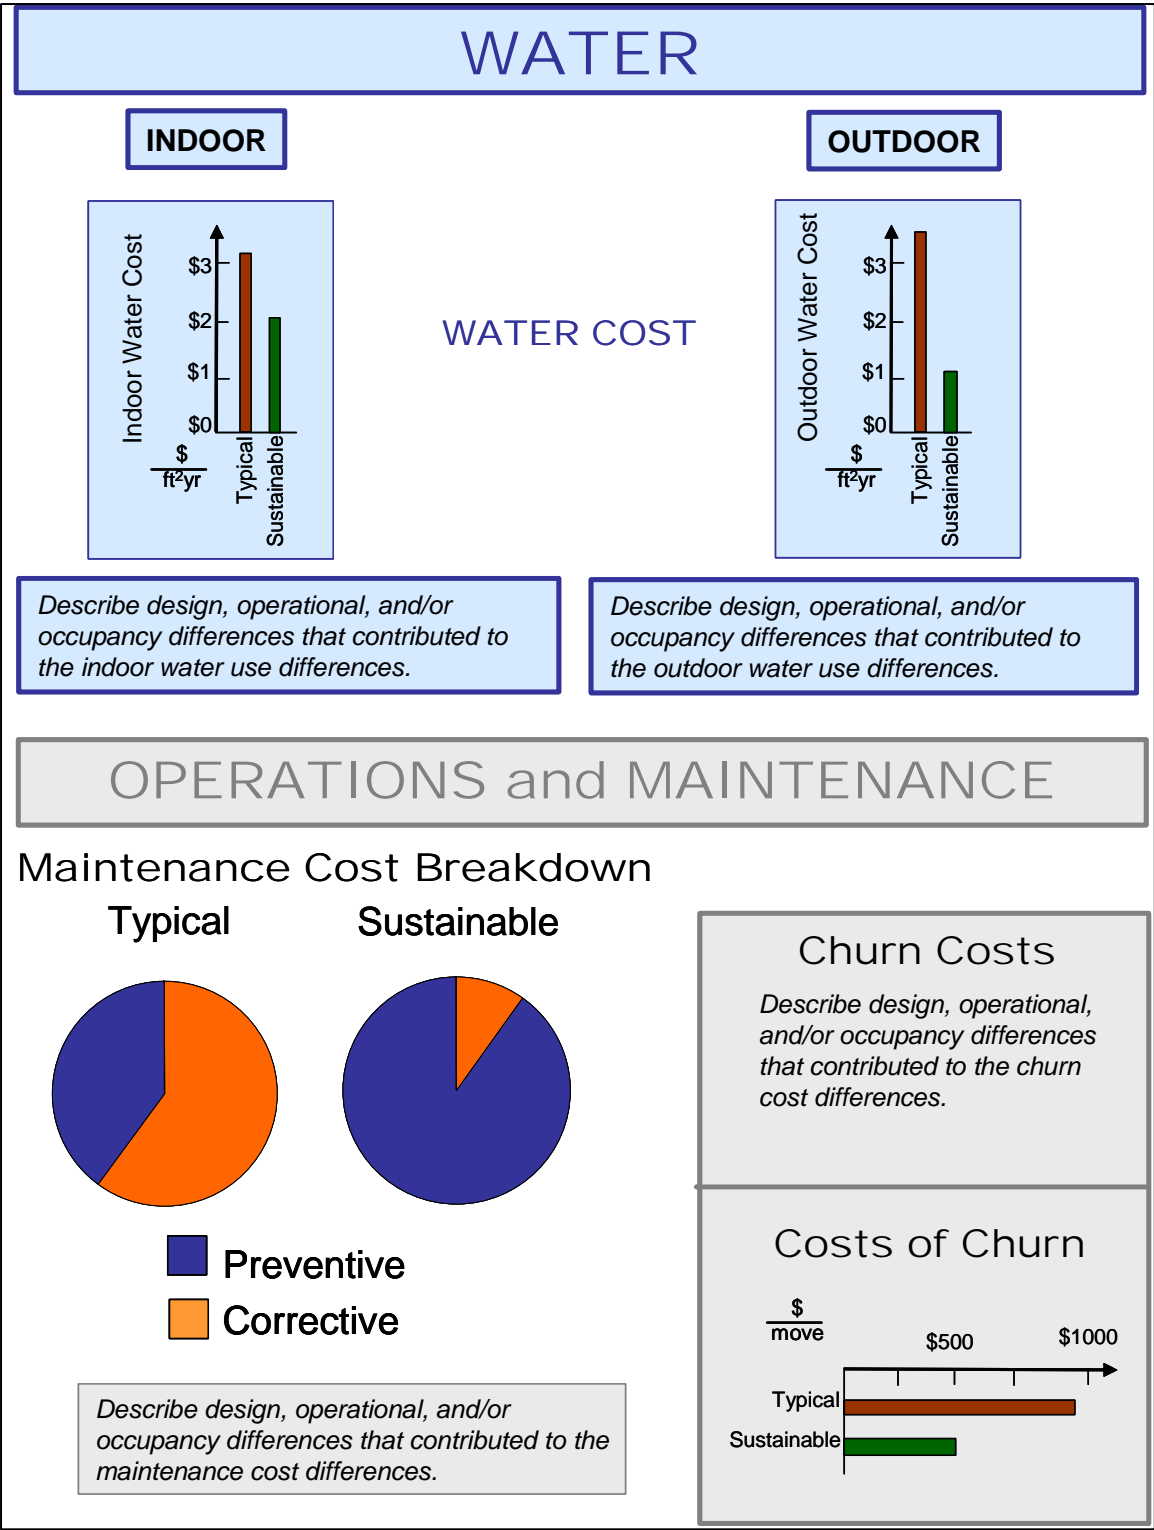 WATER
INDOOR
OUTDOOR
Indoor Water Cost
$3
$2
$1
$0
$
ft²yr
Typical
Sustainable
WATER COST
Outdoor Water Cost
$3
$2
$1
$0
$
ft²yr
Typical
Sustainable
Describe design, operational, and/or
occupancy differences that contributed to
the indoor water use differences.
Describe design, operational, and/or
occupancy differences that contributed to
the outdoor water use differences.
OPERATIONS and MAINTENANCE
Maintenance Cost Breakdown
Typical
Sustainable
Preventive
Corrective
Describe design, operational, and/or
occupancy differences that contributed to the
maintenance cost differences.
Churn Costs
Describe design, operational,
and/or occupancy differences
that contributed to the churn
cost differences.
Costs of Churn
$
move
$500
$1000
Typical
Sustainable